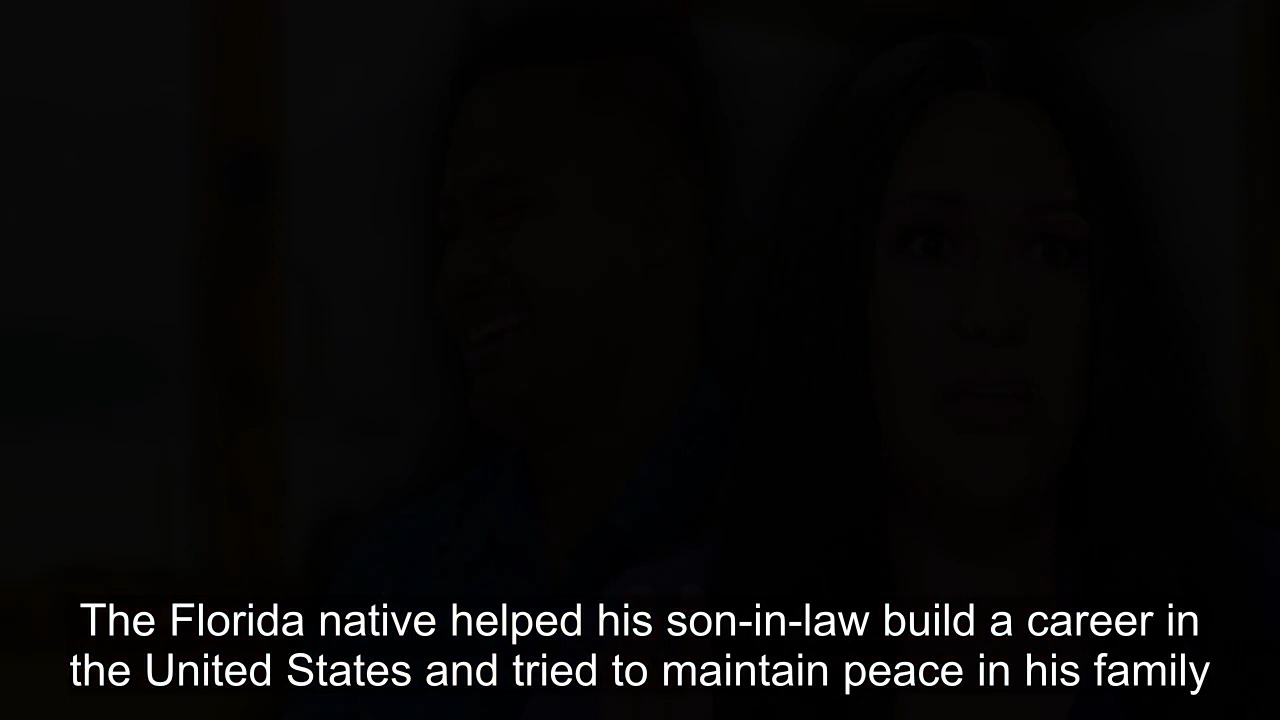 The Florida native helped his son-in-law build a career in
the United States and tried to maintain peace in his family